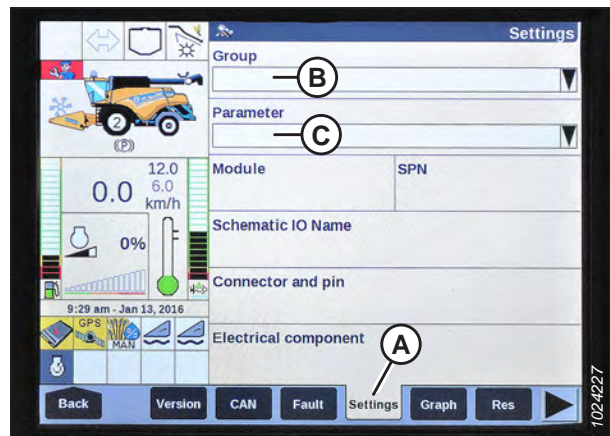 Settings
Group
B
Parameter
C
2
(P)
12.0
0.0 6.0
km/h
Module SPN
0%
Schematic IO Name
Connector and pin
9:29 am - Jan 13, 2016
GPS
%
MAN
Electrical component
A
Back Version CAN Fault Settings Graph Res
1024227